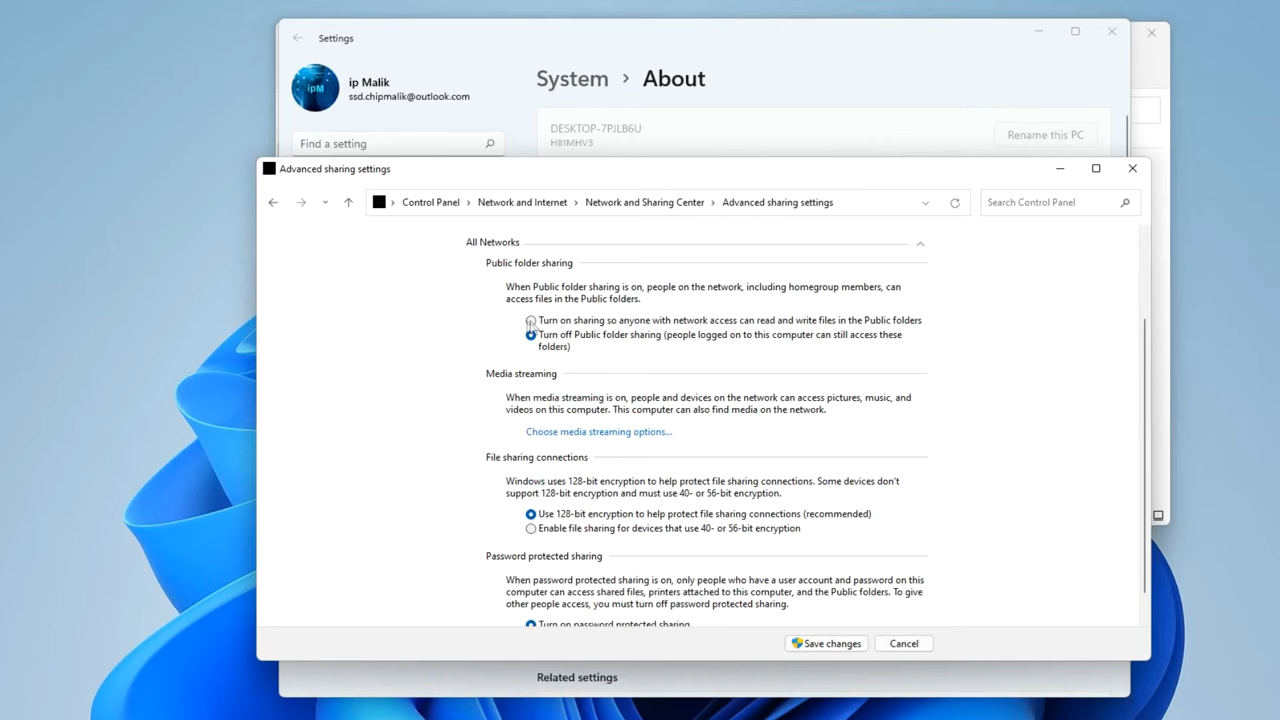 Settings
ip Malik
ssd.chipmalik@outlook.com
ipM
System > About
Find a setting
DESKTOP-7PJLB6U
H81MHV3
Rename this PC
Advanced sharing settings
Control Panel > Network and Internet > Network and Sharing Center > Advanced sharing settings
Search Control Panel
All Networks
Public folder sharing
When Public folder sharing is on, people on the network, including homegroup members, can
access files in the Public folders.
Turn on sharing so anyone with network access can read and write files in the Public folders
Turn off Public folder sharing (people logged on to this computer can still access these
folders)
Media streaming
When media streaming is on, people and devices on the network can access pictures, music, and
videos on this computer. This computer can also find media on the network.
Choose media streaming options...
File sharing connections
Windows uses 128-bit encryption to help protect file sharing connections. Some devices don't
support 128-bit encryption and must use 40- or 56-bit encryption.
Use 128-bit encryption to help protect file sharing connections (recommended)
Enable file sharing for devices that use 40- or 56-bit encryption
Password protected sharing
When password protected sharing is on, only people who have a user account and password on this
computer can access shared files, printers attached to this computer, and the Public folders. To give
other people access, you must turn off password protected sharing.
Turn on password protected sharing
Save changes
Cancel
Related settings